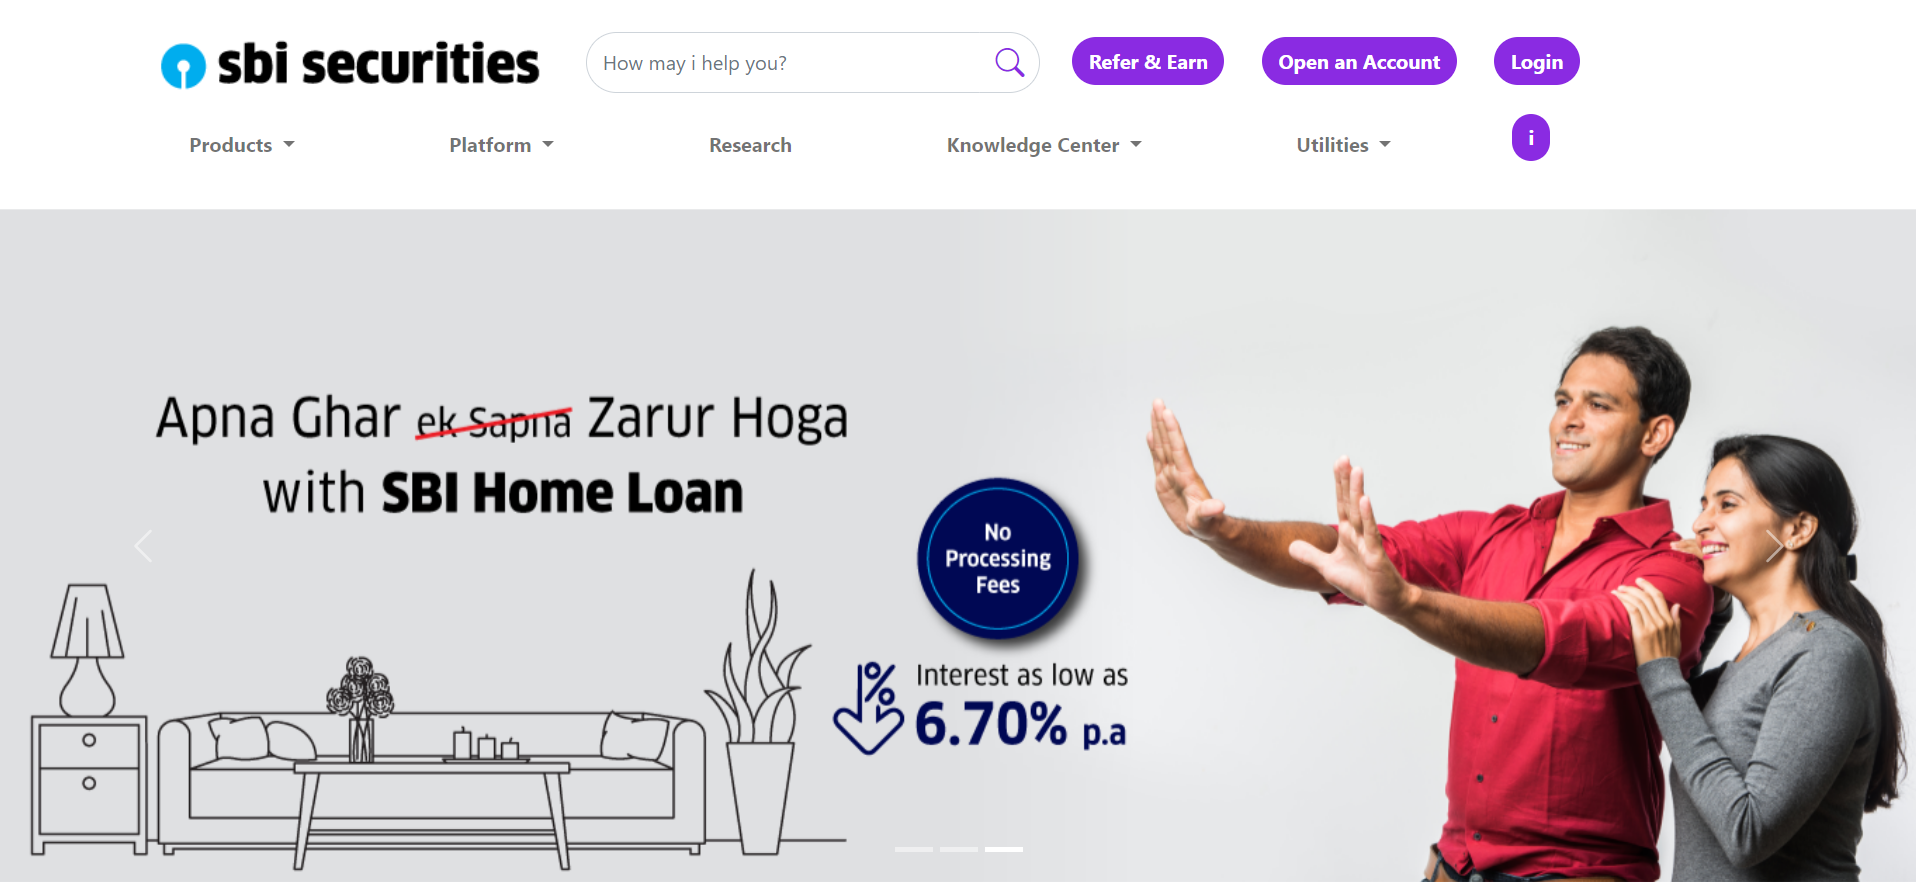 sbi securities
How may i help you?
Refer & Earn
Open an Account
Login
Products
Platform
Research
Knowledge Center
Utilities
i
Apna Ghar ek Sapna Zarur Hoga
with SBI Home Loan
No
Processing
Fees
%
Interest as low as
6.70% p.a